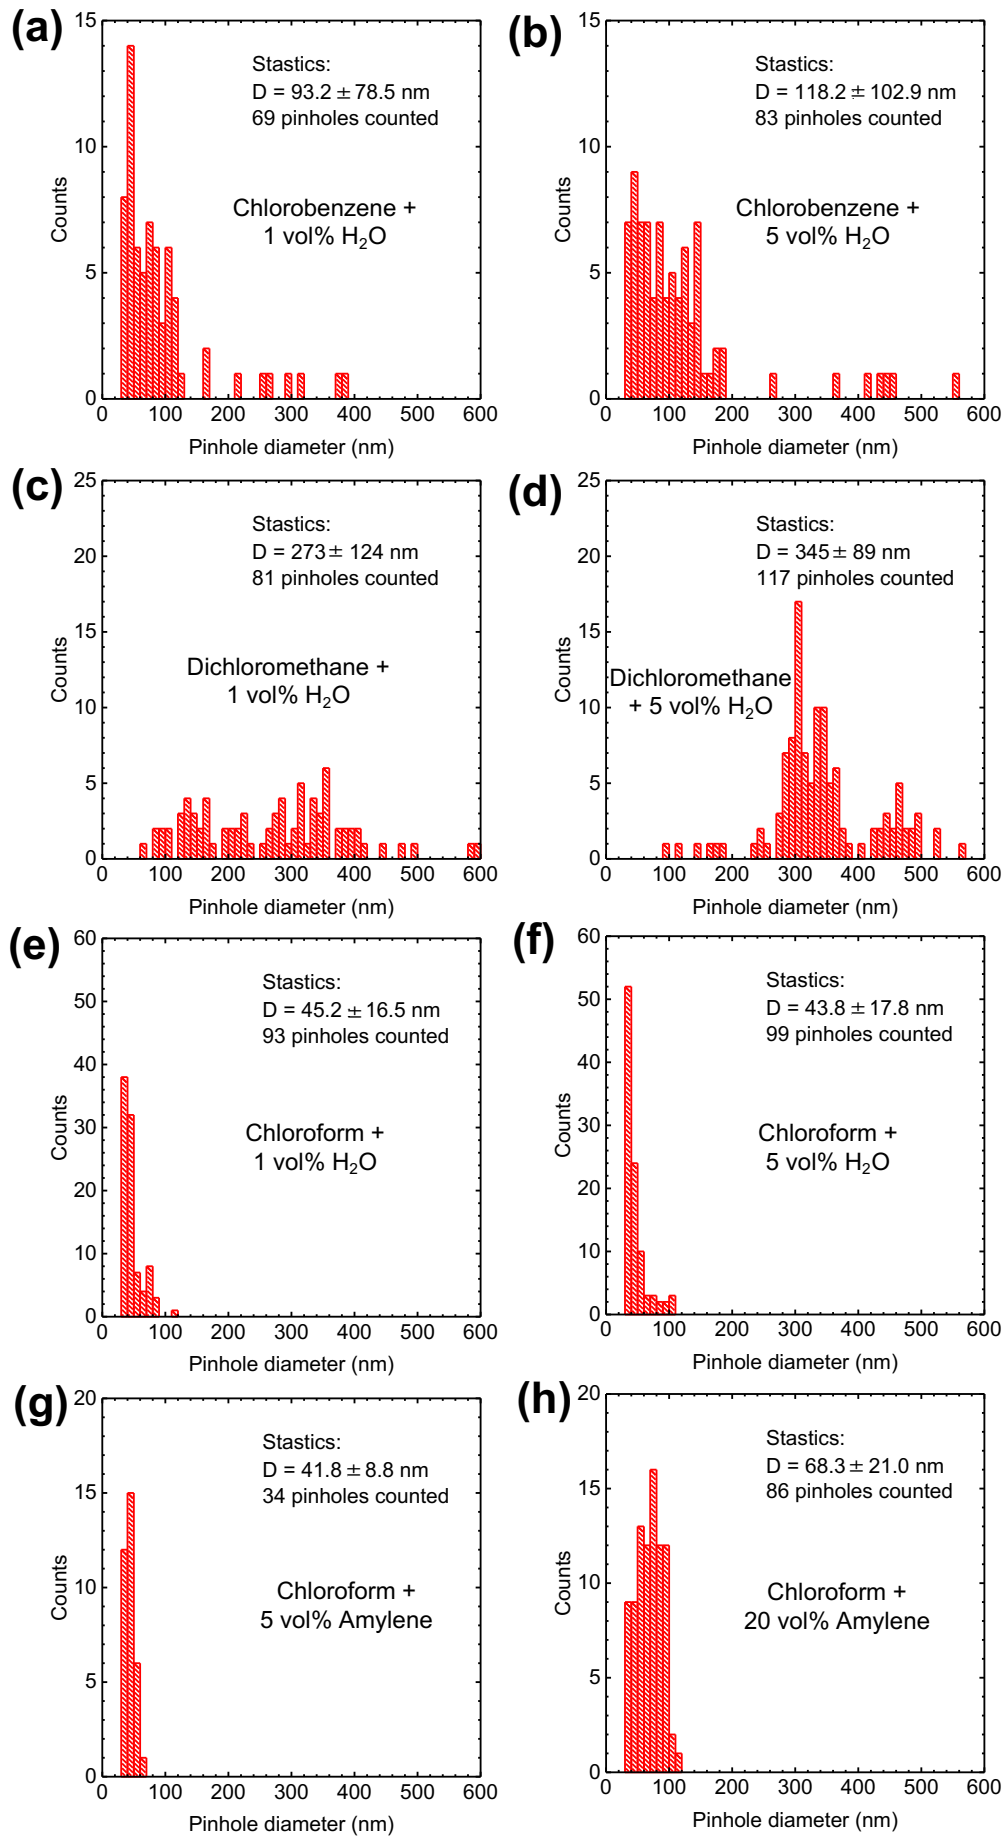 (a)
15
10
5
0
Counts
Stastics:
D = 93.2 ± 78.5 nm
69 pinholes counted
Chlorobenzene +
1 vol% H₂O
0 100 200 300 400 500 600
Pinhole diameter (nm)
(b)
15
10
5
0
Counts
Stastics:
D = 118.2 ± 102.9 nm
83 pinholes counted
Chlorobenzene +
5 vol% H₂O
0 100 200 300 400 500 600
Pinhole diameter (nm)
(c)
25
20
15
10
5
0
Counts
Stastics:
D = 273 ± 124 nm
81 pinholes counted
Dichloromethane +
1 vol% H₂O
0 100 200 300 400 500 600
Pinhole diameter (nm)
(d)
25
20
15
10
5
0
Counts
Stastics:
D = 345 ± 89 nm
117 pinholes counted
Dichloromethane
+ 5 vol% H₂O
0 100 200 300 400 500 600
Pinhole diameter (nm)
(e)
60
50
40
30
20
10
0
Counts
Stastics:
D = 45.2 ± 16.5 nm
93 pinholes counted
Chloroform +
1 vol% H₂O
0 100 200 300 400 500 600
Pinhole diameter (nm)
(f)
60
50
40
30
20
10
0
Counts
Stastics:
D = 43.8 ± 17.8 nm
99 pinholes counted
Chloroform +
5 vol% H₂O
0 100 200 300 400 500 600
Pinhole diameter (nm)
(g)
20
15
10
5
0
Counts
Stastics:
D = 41.8 ± 8.8 nm
34 pinholes counted
Chloroform +
5 vol% Amylene
0 100 200 300 400 500 600
Pinhole diameter (nm)
(h)
20
15
10
5
0
Counts
Stastics:
D = 68.3 ± 21.0 nm
86 pinholes counted
Chloroform +
20 vol% Amylene
0 100 200 300 400 500 600
Pinhole diameter (nm)